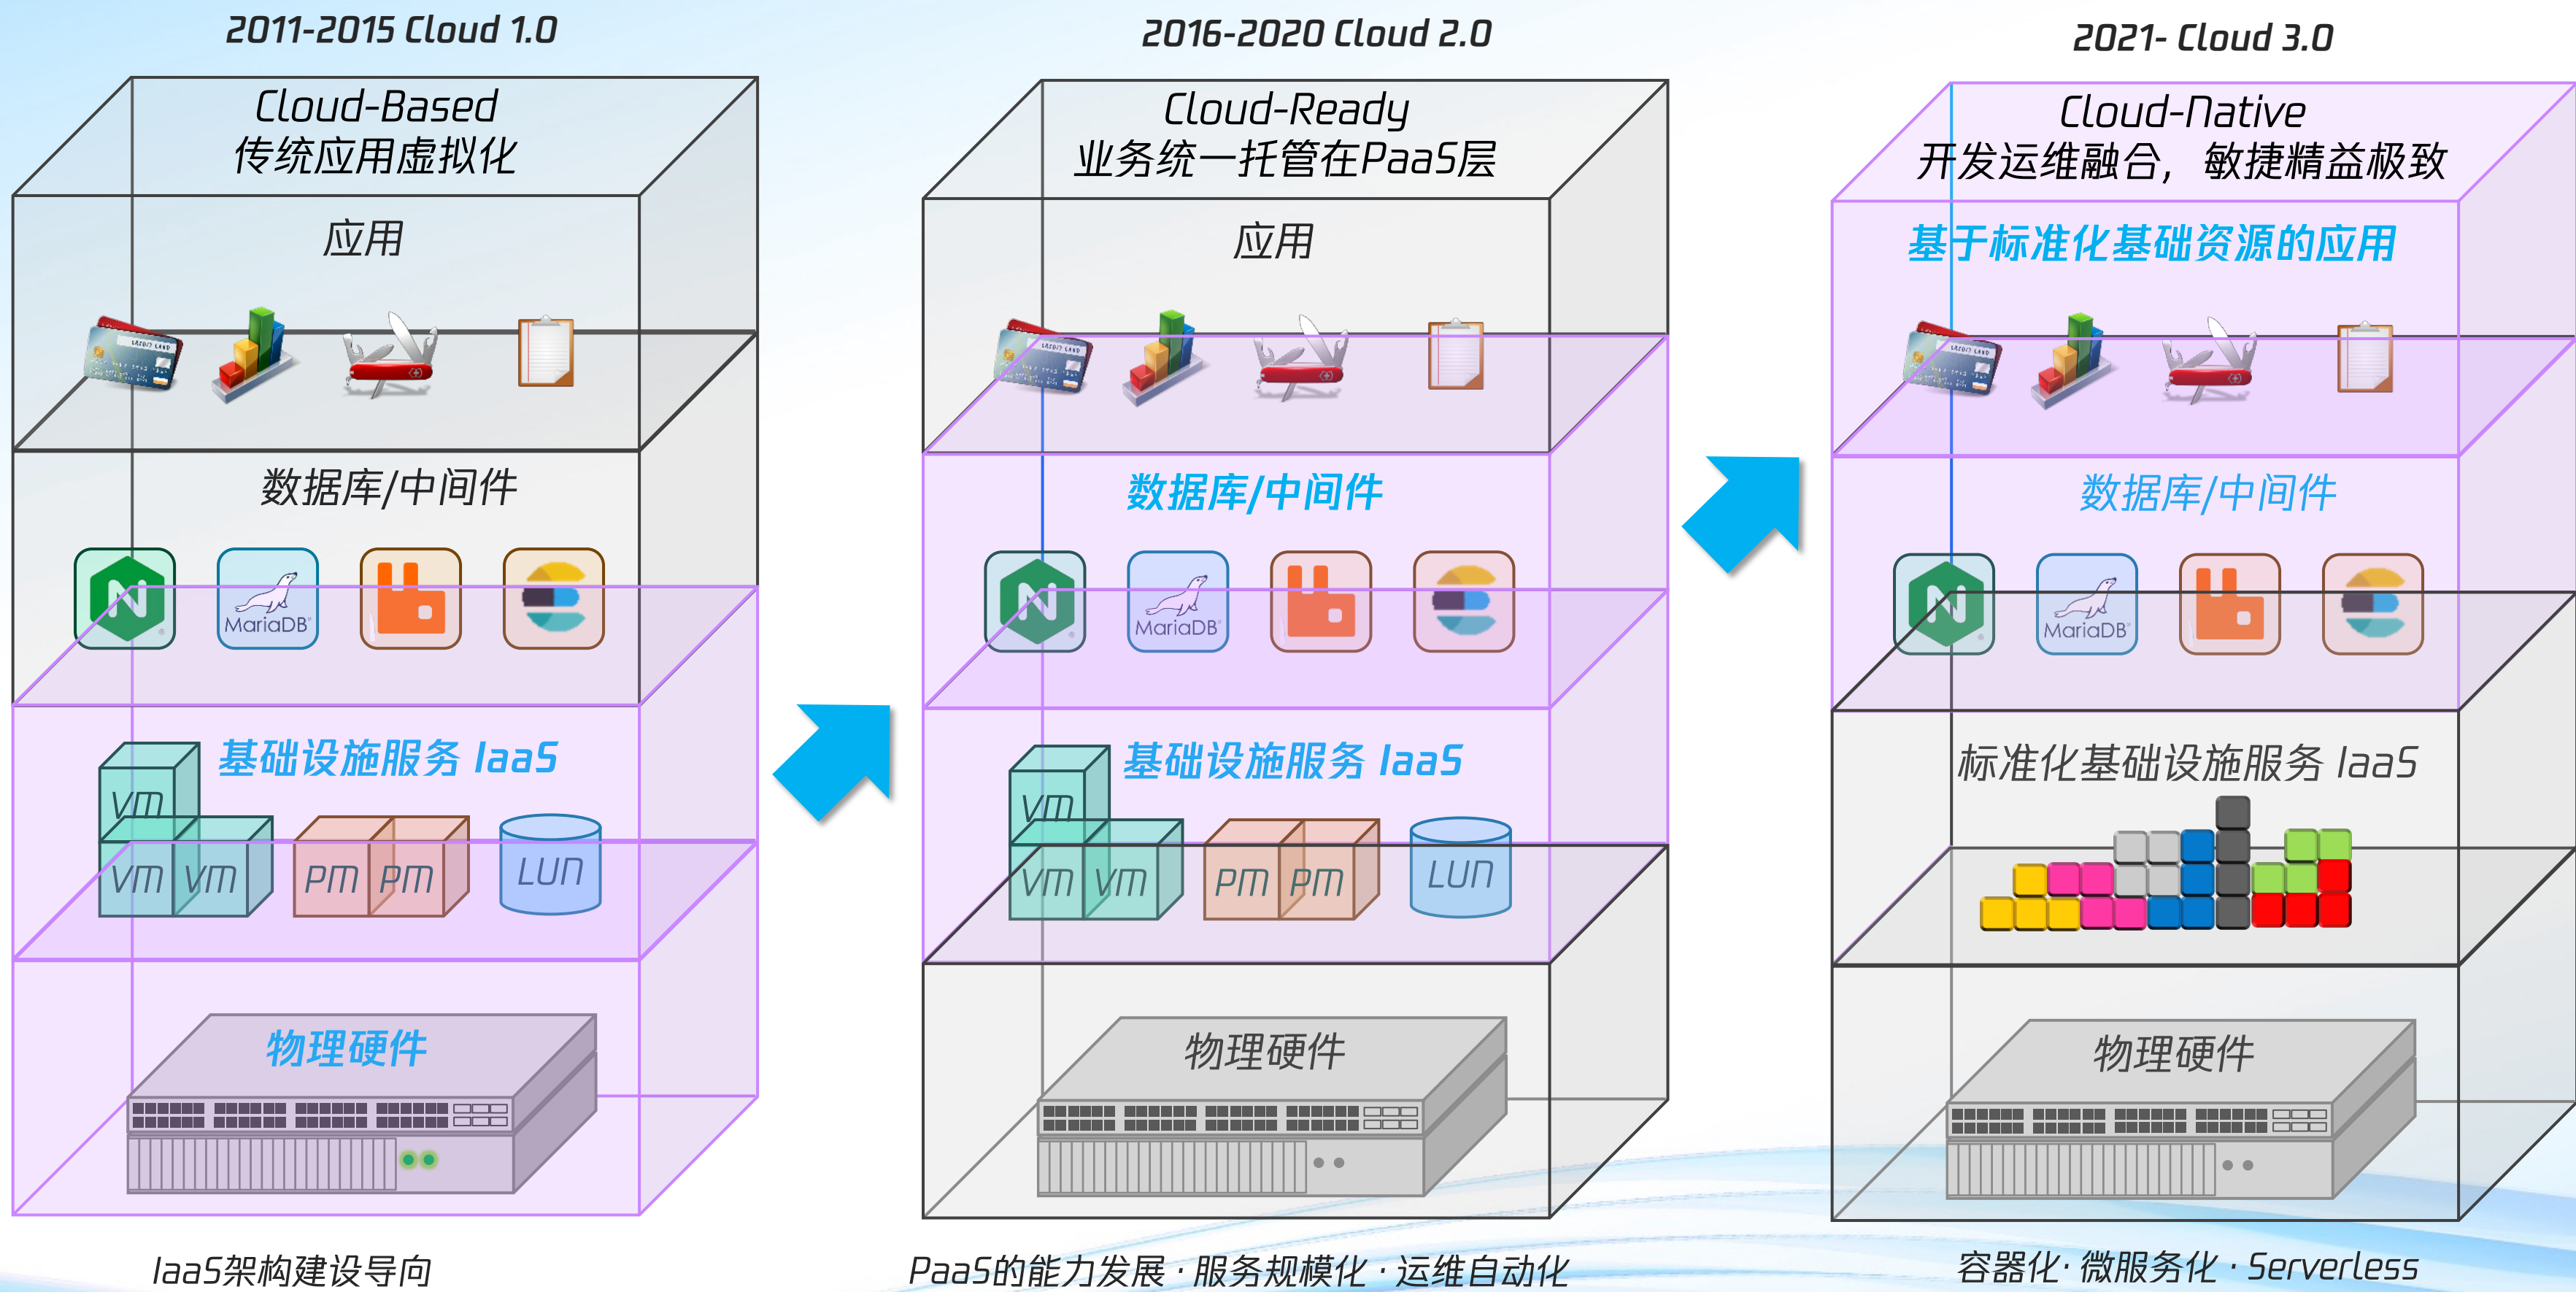 2011-2015 Cloud 1.0
Cloud-Based
传统应用虚拟化
应用
数据库/中间件
MariaDB
基础设施服务 IaaS
VM
VM VM
PM PM
LUN
物理硬件
IaaS架构建设导向
2016-2020 Cloud 2.0
Cloud-Ready
业务统一托管在PaaS层
应用
数据库/中间件
MariaDB
基础设施服务 IaaS
VM
VM VM
PM PM
LUN
物理硬件
PaaS的能力发展 · 服务规模化 · 运维自动化
2021- Cloud 3.0
Cloud-Native
开发运维融合，敏捷精益极致
基于标准化基础资源的应用
数据库/中间件
MariaDB
标准化基础设施服务 IaaS
物理硬件
容器化· 微服务化 · Serverless